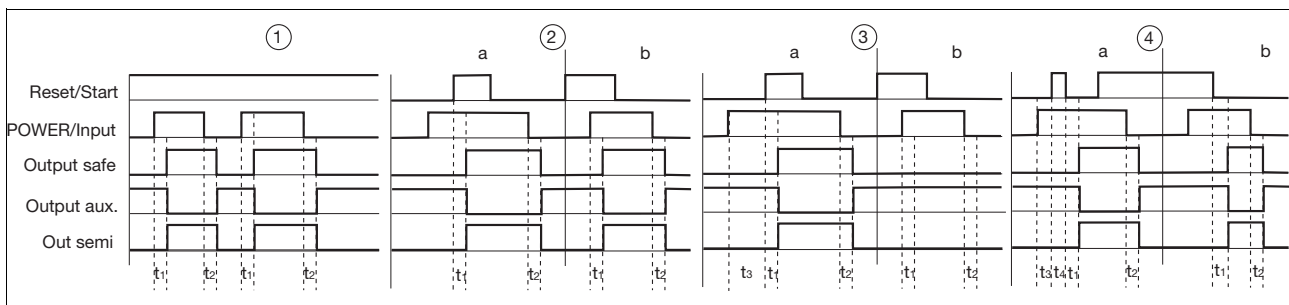 ① ② ③ ④
a b a b a b
Reset/Start
POWER/Input
Output safe
Output aux.
Out semi
t1 t2 t1 t2 t1 t2 t1 t2 t3 t1 t2 t1 t2 t3 t4 t1 t2 t1 t2